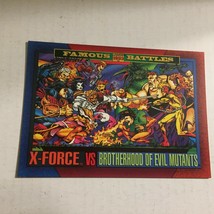 FAMOUS BATTLES
X-FORCE VS BROTHERHOOD OF EVIL MUTANTS